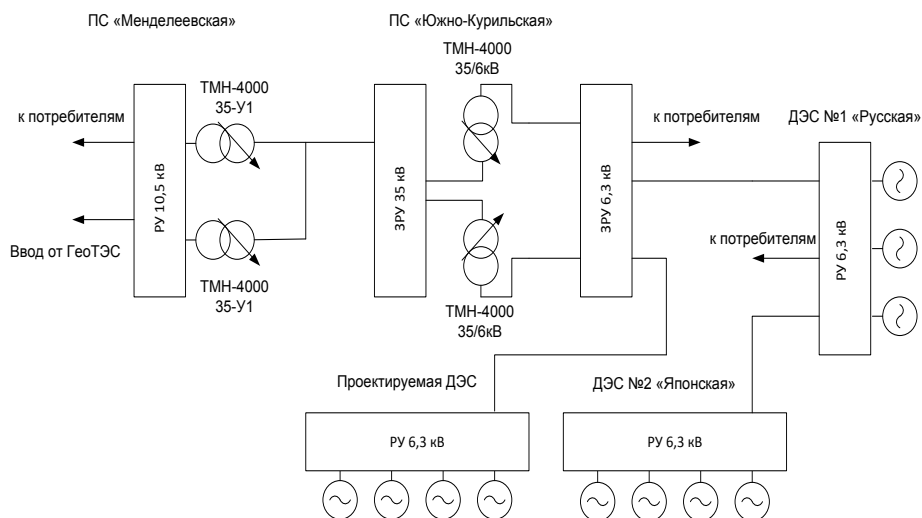 ПС «Менделеевская»
ПС «Южно-Курильская»
ТМН-4000
35/6кВ
ТМН-4000
35-У1
к потребителям
РУ 10,5 кВ
ЗРУ 35 кВ
ЗРУ 6,3 кВ
к потребителям
ДЭС №1 «Русская»
РУ 6,3 кВ
Ввод от ГеоТЭС
к потребителям
ТМН-4000
35-У1
ТМН-4000
35/6кВ
Проектируемая ДЭС
ДЭС №2 «Японская»
РУ 6,3 кВ
РУ 6,3 кВ